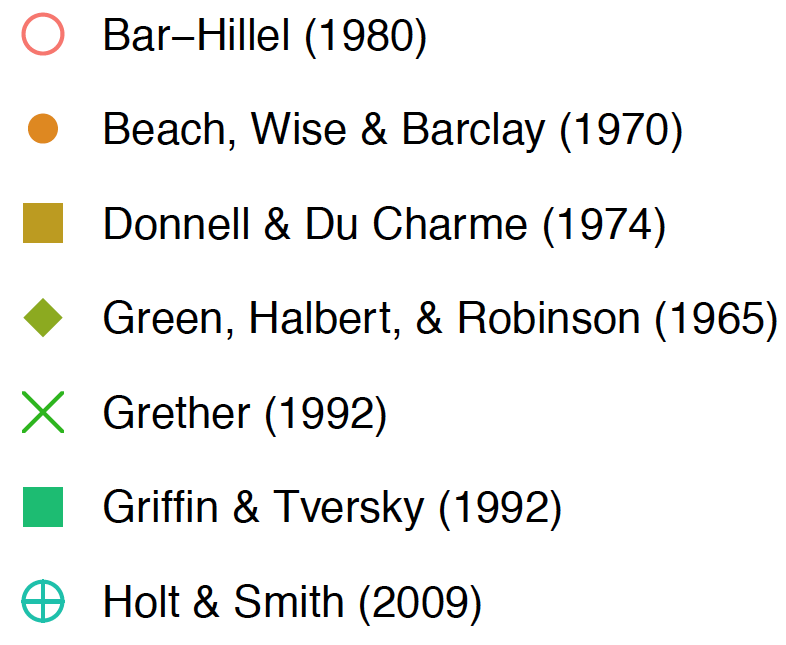 Bar–Hillel (1980)
Beach, Wise & Barclay (1970)
Donnell & Du Charme (1974)
Green, Halbert, & Robinson (1965)
Grether (1992)
Griffin & Tversky (1992)
Holt & Smith (2009)